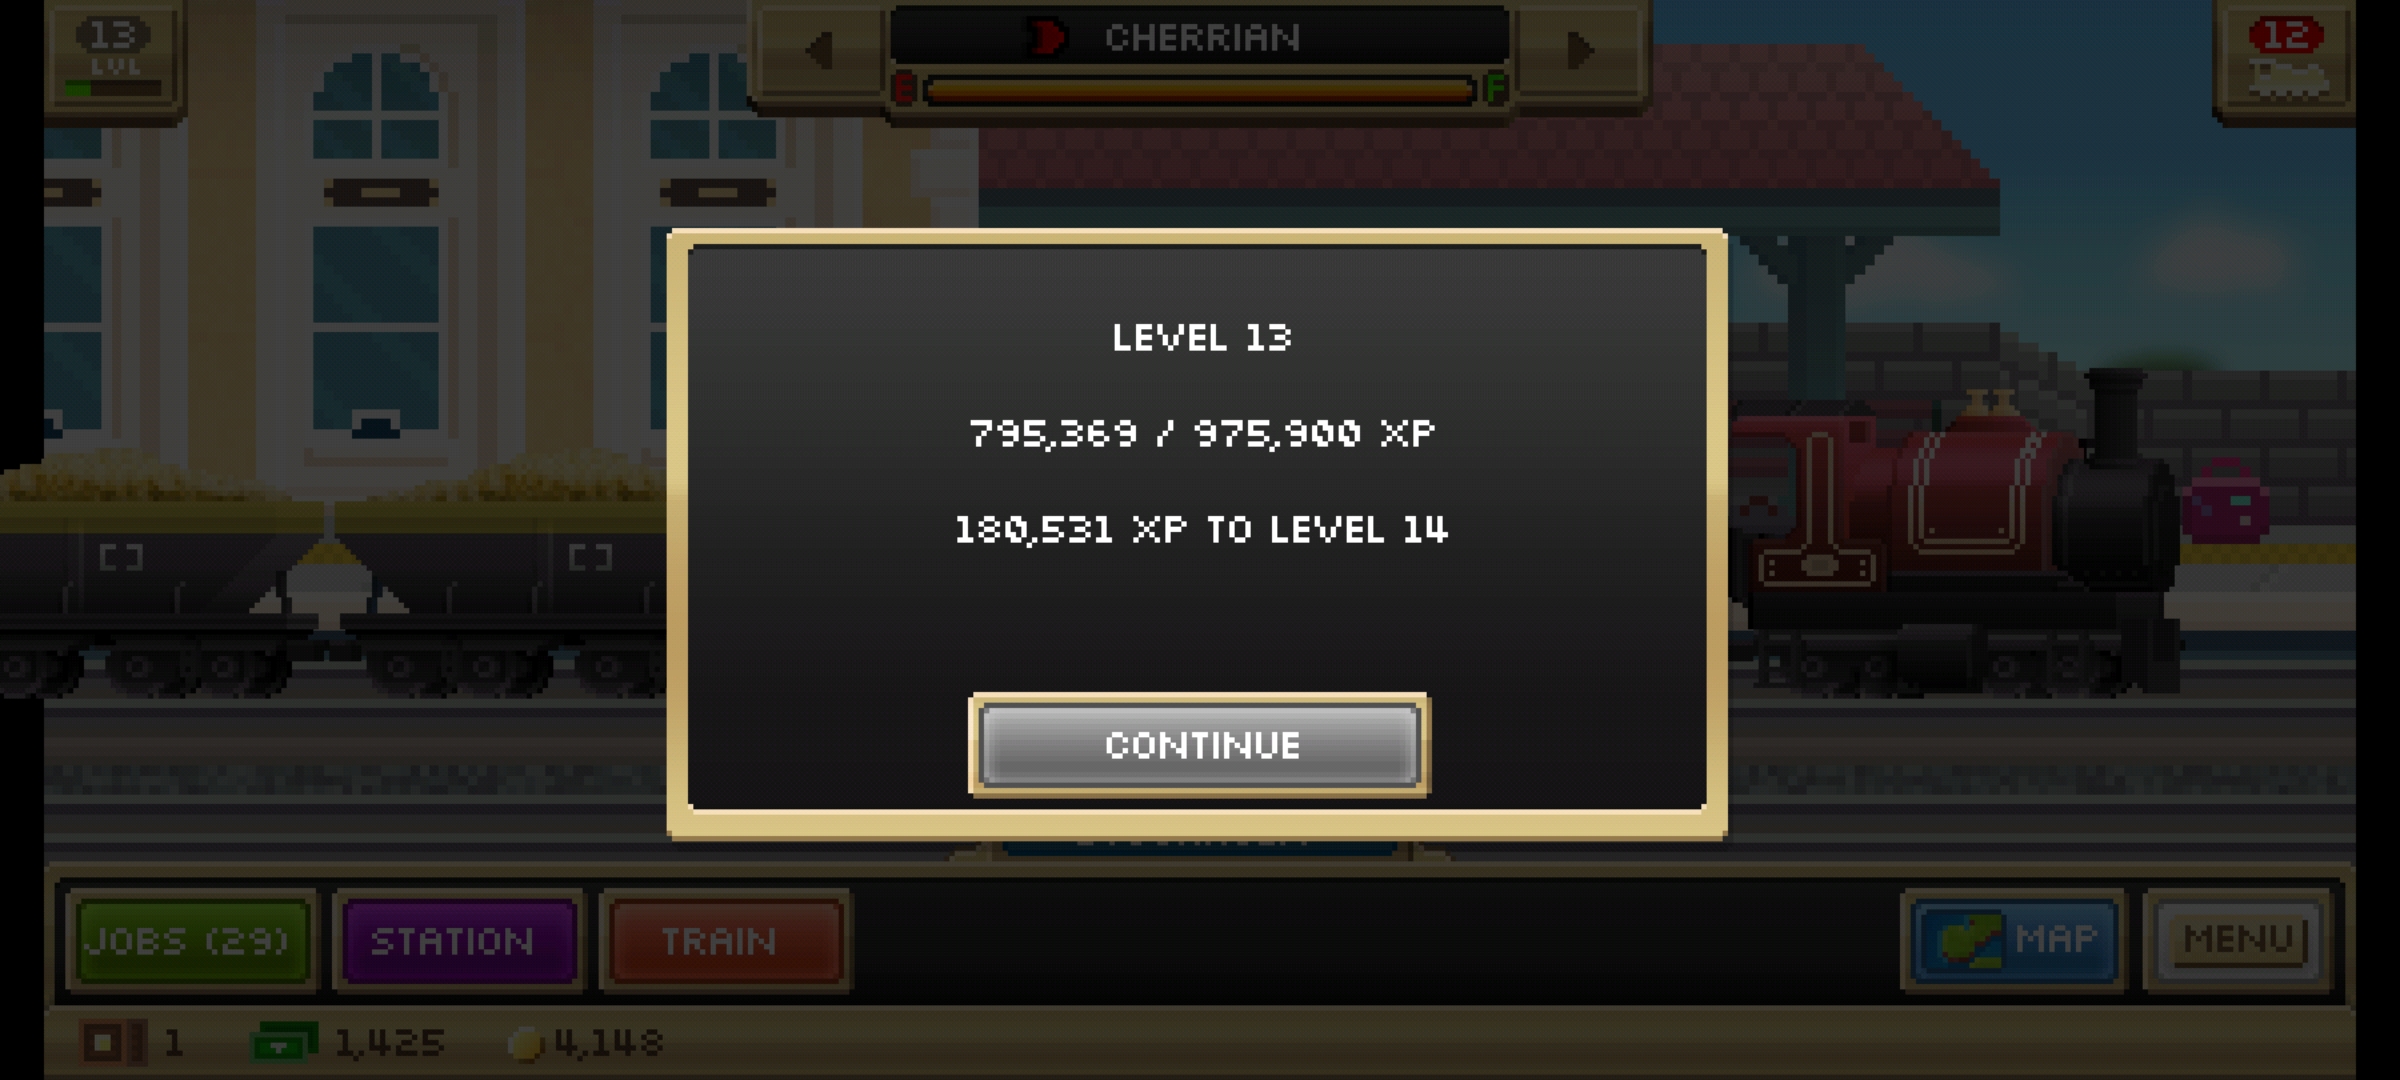 13
LVL
CHERRIAN
E
F
12
LEVEL 13
795,369 / 975,900 XP
180,531 XP TO LEVEL 14
CONTINUE
JOBS (29)
STATION
TRAIN
MAP
MENU
1
1,425
4,148